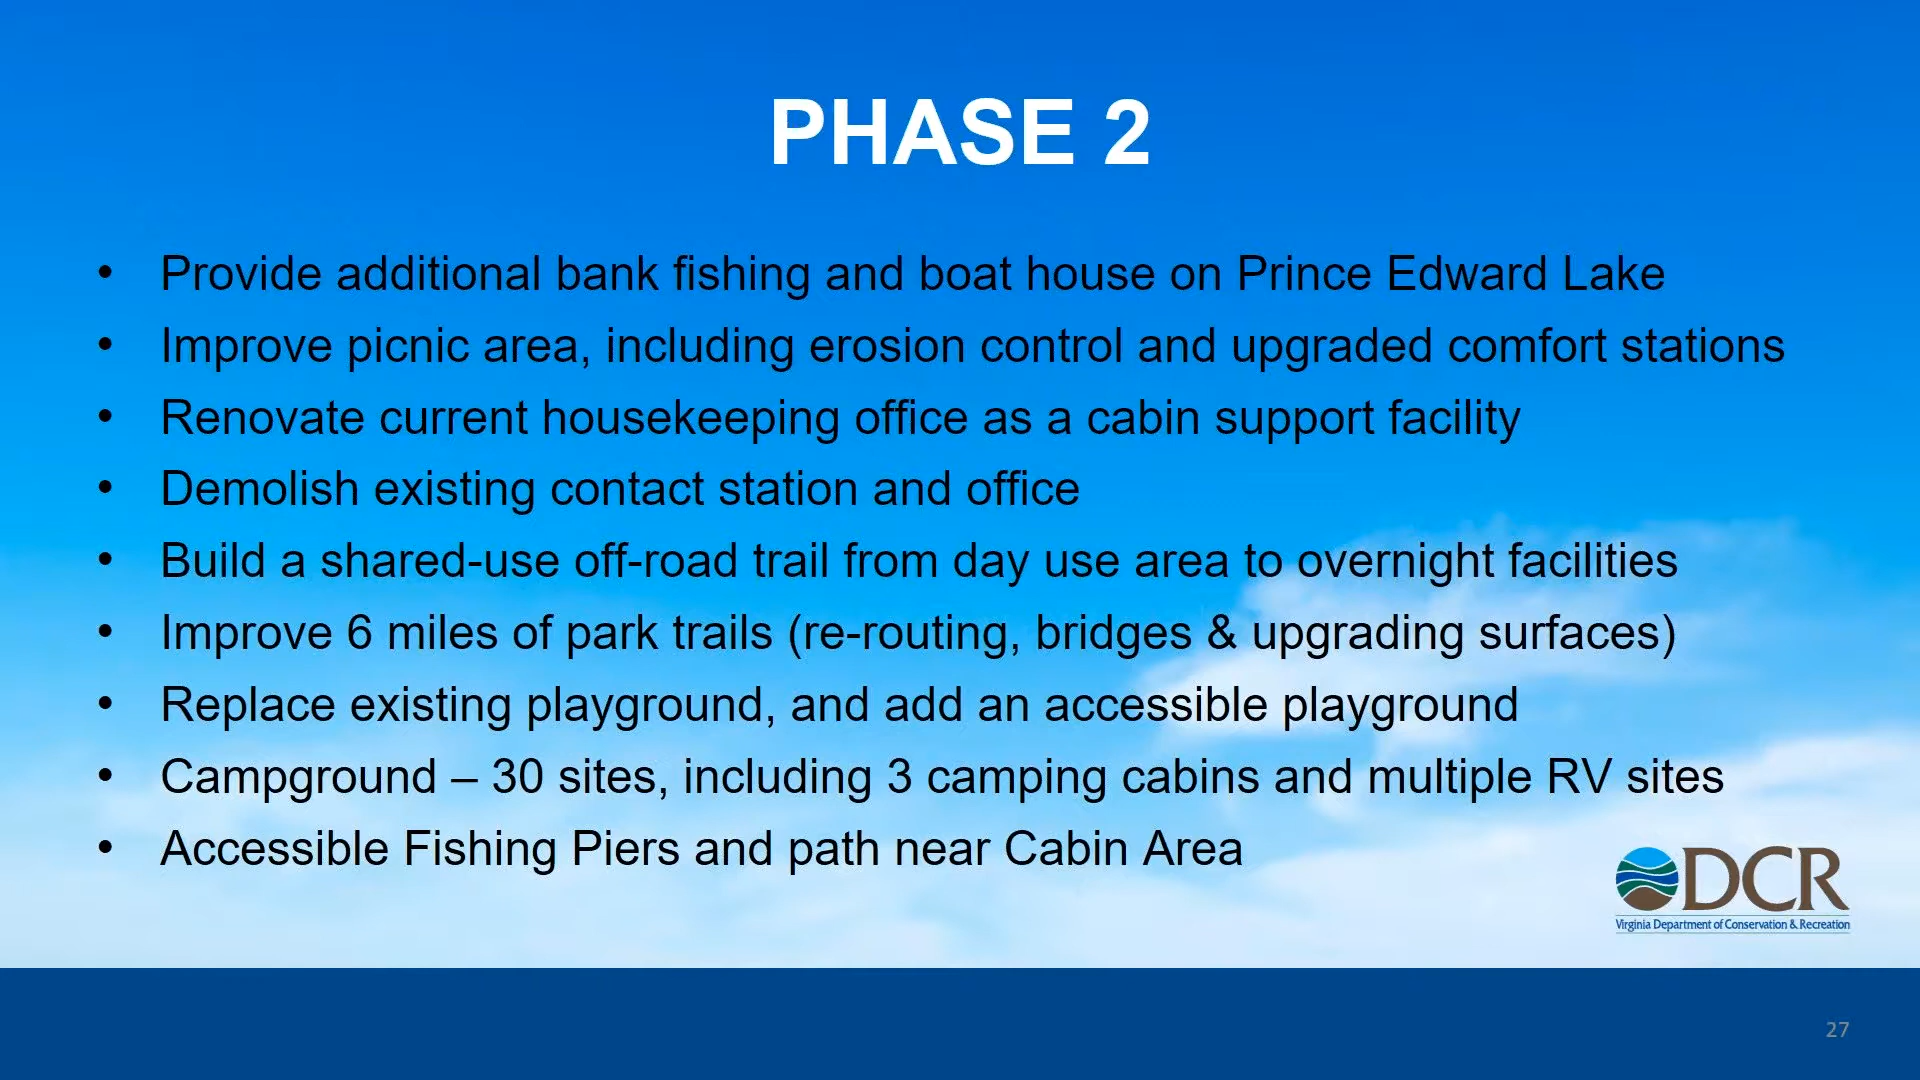 PHASE 2
• Provide additional bank fishing and boat house on Prince Edward Lake
• Improve picnic area, including erosion control and upgraded comfort stations
• Renovate current housekeeping office as a cabin support facility
• Demolish existing contact station and office
• Build a shared-use off-road trail from day use area to overnight facilities
• Improve 6 miles of park trails (re-routing, bridges & upgrading surfaces)
• Replace existing playground, and add an accessible playground
• Campground – 30 sites, including 3 camping cabins and multiple RV sites
• Accessible Fishing Piers and path near Cabin Area
DCR
Virginia Department of Conservation & Recreation
27